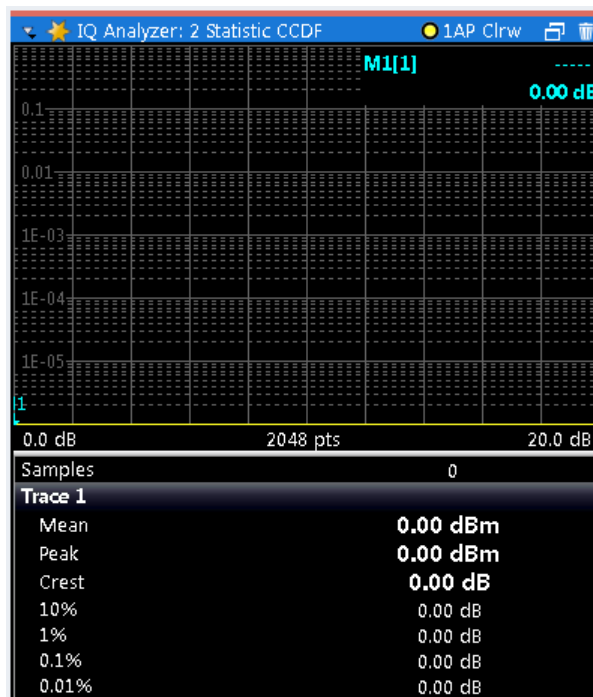 IQ Analyzer: 2 Statistic CCDF 1AP Clrw
M1[1] -----
0.00 dB
0.1
0.01
1E-03
1E-04
1E-05
1
0.0 dB 2048 pts 20.0 dB
Samples 0
Trace 1
Mean 0.00 dBm
Peak 0.00 dBm
Crest 0.00 dB
10% 0.00 dB
1% 0.00 dB
0.1% 0.00 dB
0.01% 0.00 dB